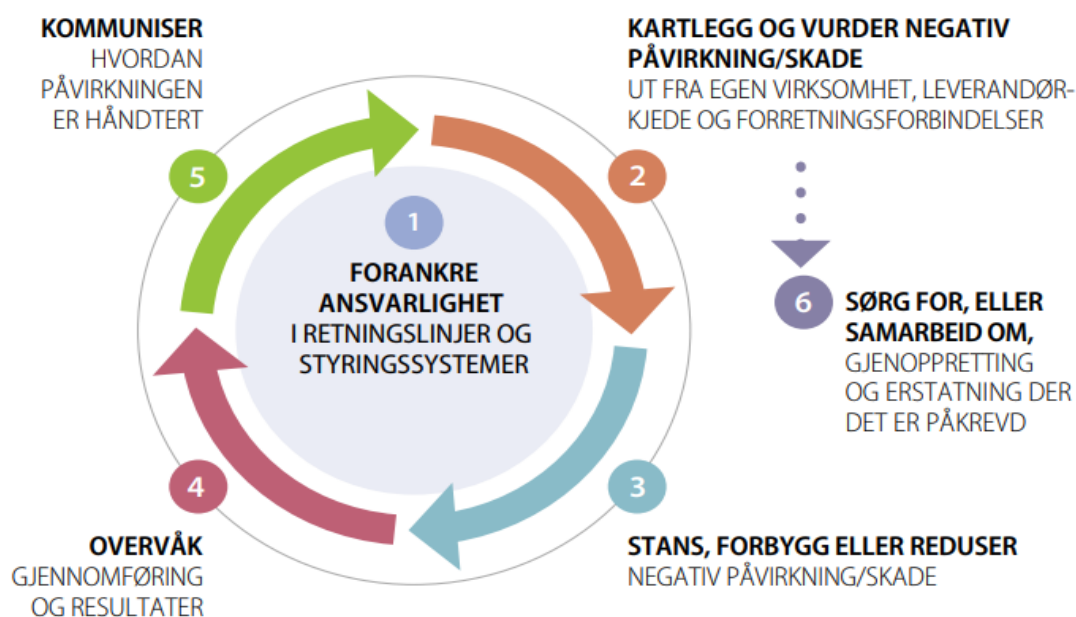 1
FORANKRE
ANSVARLIGHET
I RETNINGSLINJER OG
STYRINGSSYSTEMER
2
KARTLEGG OG VURDER NEGATIV
PÅVIRKNING/SKADE
UT FRA EGEN VIRKSOMHET, LEVERANDØR-
KJEDE OG FORRETNINGSFORBINDELSER
3
STANS, FORBYGG ELLER REDUSER
NEGATIV PÅVIRKNING/SKADE
4
OVERVÅK
GJENNOMFØRING
OG RESULTATER
5
KOMMUNISER
HVORDAN
PÅVIRKNINGEN
ER HÅNDTERT
6
SØRG FOR, ELLER
SAMARBEID OM,
GJENOPPRETTING
OG ERSTATNING DER
DET ER PÅKREVD